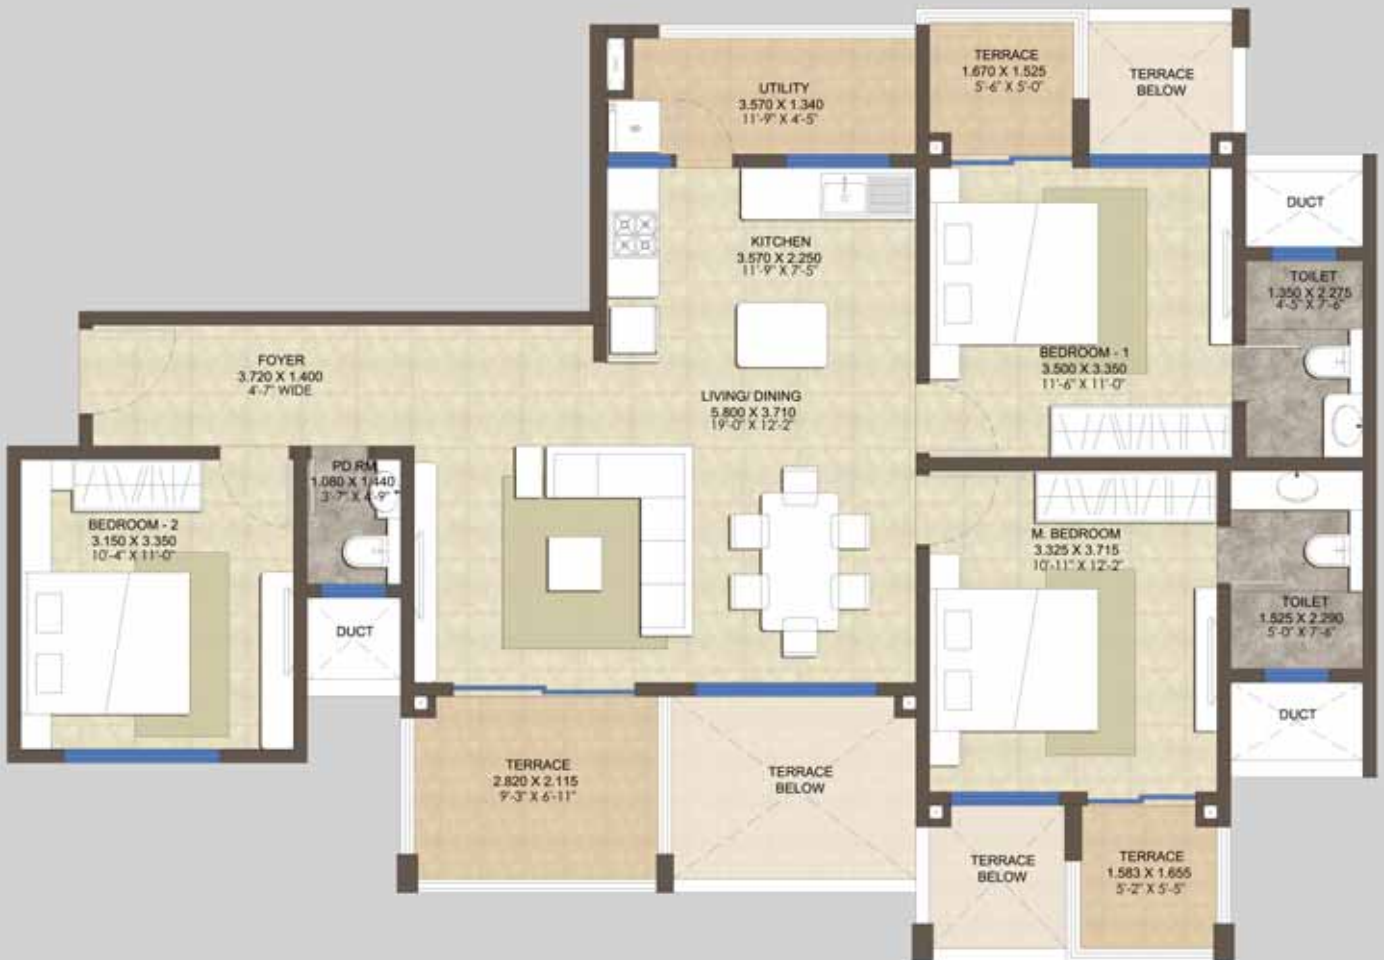 TERRACE
1.670 X 1.525
5'-6" X 5'-0"
TERRACE
BELOW
UTILITY
3.570 X 1.340
11'-9" X 4'-5"
DUCT
KITCHEN
3.570 X 2.250
11'-9" X 7'-5"
TOILET
1.350 X 2.275
4'-5" X 7'-6"
FOYER
3.720 X 1.400
4'-7" WIDE
BEDROOM - 1
3.500 X 3.350
11'-6" X 11'-0"
LIVING/ DINING
5.800 X 3.710
19'-0" X 12'-2"
PD.RM.
1.080 X 1.440
3'-7" X 4'-9"
BEDROOM - 2
3.150 X 3.350
10'-4" X 11'-0"
M. BEDROOM
3.325 X 3.715
10'-11" X 12'-2"
TOILET
1.525 X 2.290
5'-0" X 7'-6"
DUCT
DUCT
TERRACE
2.820 X 2.115
9'-3" X 6'-11"
TERRACE
BELOW
TERRACE
BELOW
TERRACE
1.583 X 1.655
5'-2" X 5'-5"